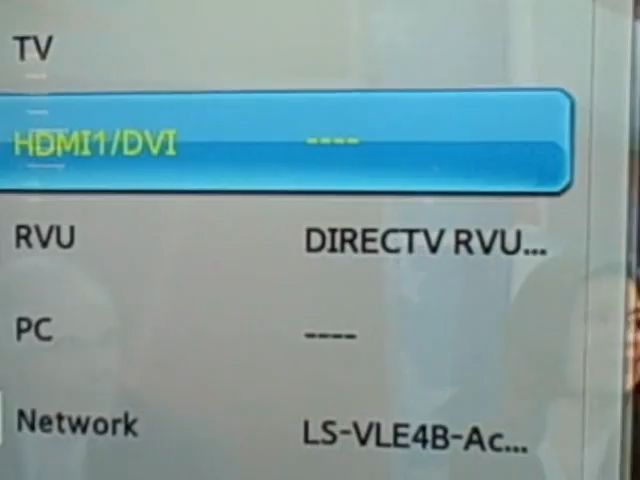 TV
HDMI1/DVI ----
RVU DIRECTV RVU...
PC ----
Network LS-VLE4B-Ac...